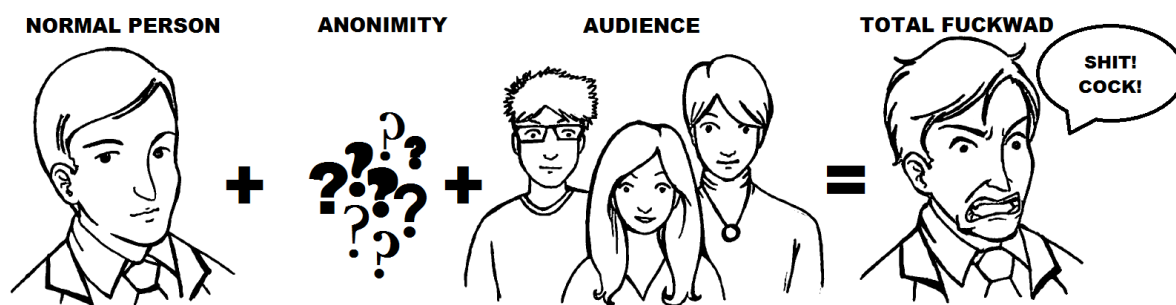 NORMAL PERSON
ANONIMITY
AUDIENCE
TOTAL FUCKWAD
+
? ? ? ? ? ? ? ? ?
+
=
SHIT!
COCK!